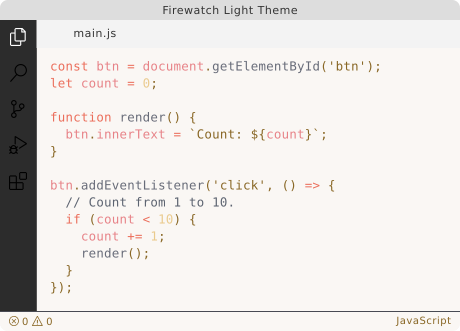 Firewatch Light Theme
main.js
const btn = document.getElementById('btn');
let count = 0;
function render() {
  btn.innerText = `Count: ${count}`;
}
btn.addEventListener('click', () => {
  // Count from 1 to 10.
  if (count < 10) {
    count += 1;
    render();
  }
});
0 0 JavaScript